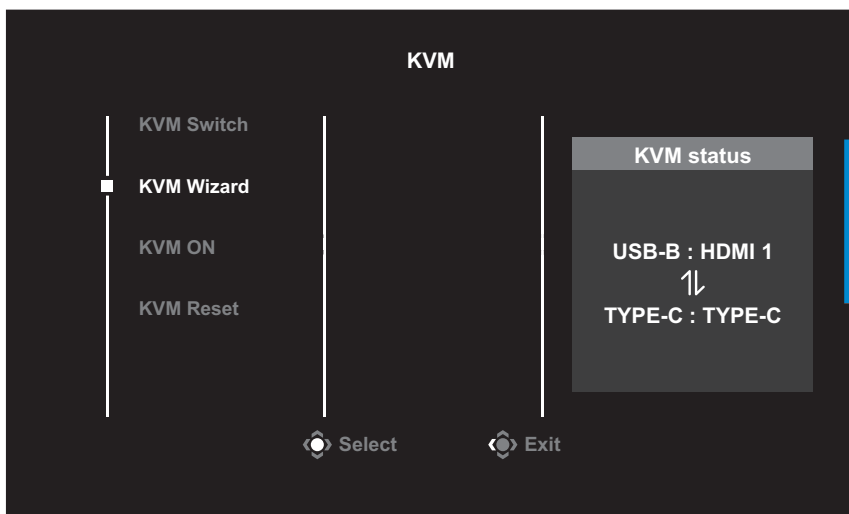 KVM
KVM Switch
KVM Wizard
KVM ON
KVM Reset
KVM status
USB-B : HDMI 1
TYPE-C : TYPE-C
Select
Exit